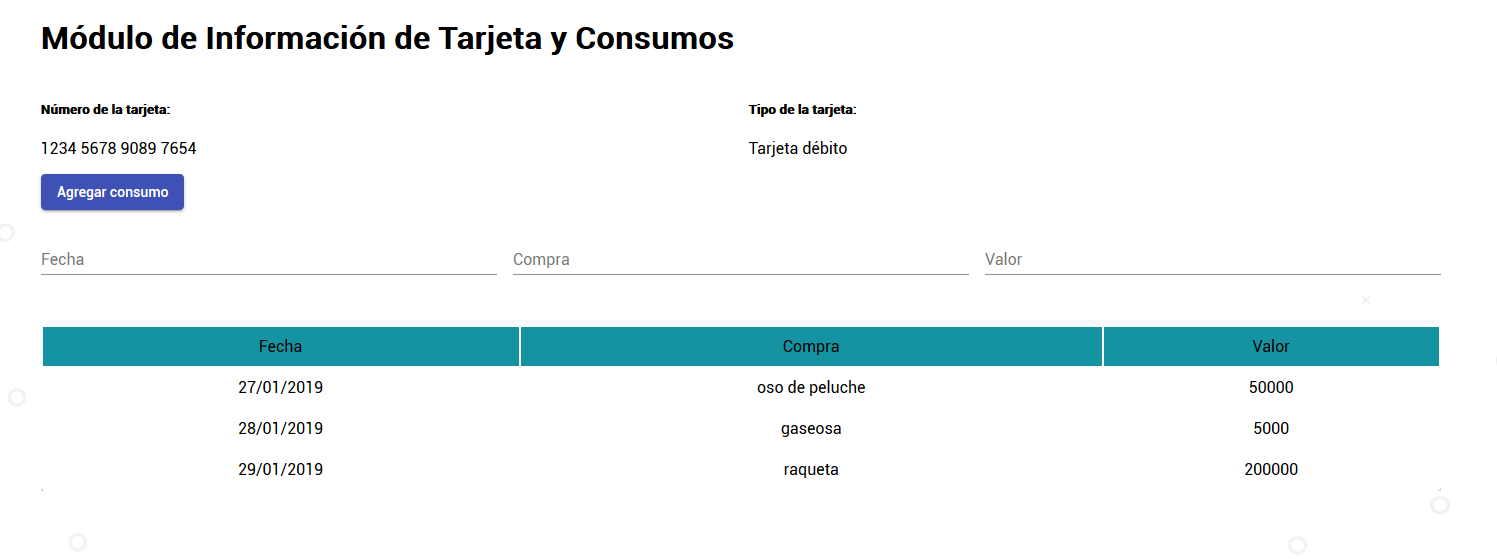 Módulo de Información de Tarjeta y Consumos
Número de la tarjeta: Tipo de la tarjeta:
1234 5678 9089 7654 Tarjeta débito
Agregar consumo
Fecha Compra Valor
Fecha Compra Valor
27/01/2019 oso de peluche 50000
28/01/2019 gaseosa 5000
29/01/2019 raqueta 200000